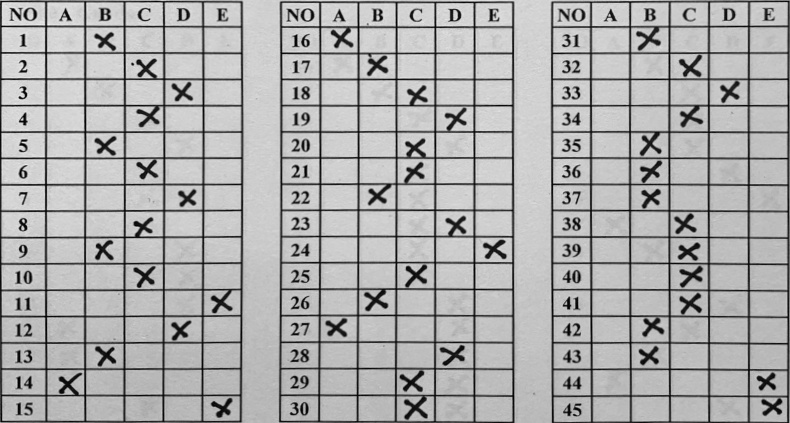 NO A B C D E NO A B C D E NO A B C D E
1 X 16 X 31 X
2 X 17 X 32 X
3 X 18 X 33 X
4 X 19 X 34 X
5 X 20 X 35 X
6 X 21 X 36 X
7 X 22 X 37 X
8 X 23 X 38 X
9 X 24 X 39 X
10 X 25 X 40 X
11 X 26 X 41 X
12 X 27 X 42 X
13 X 28 X 43 X
14 X 29 X 44 X
15 X 30 X 45 X